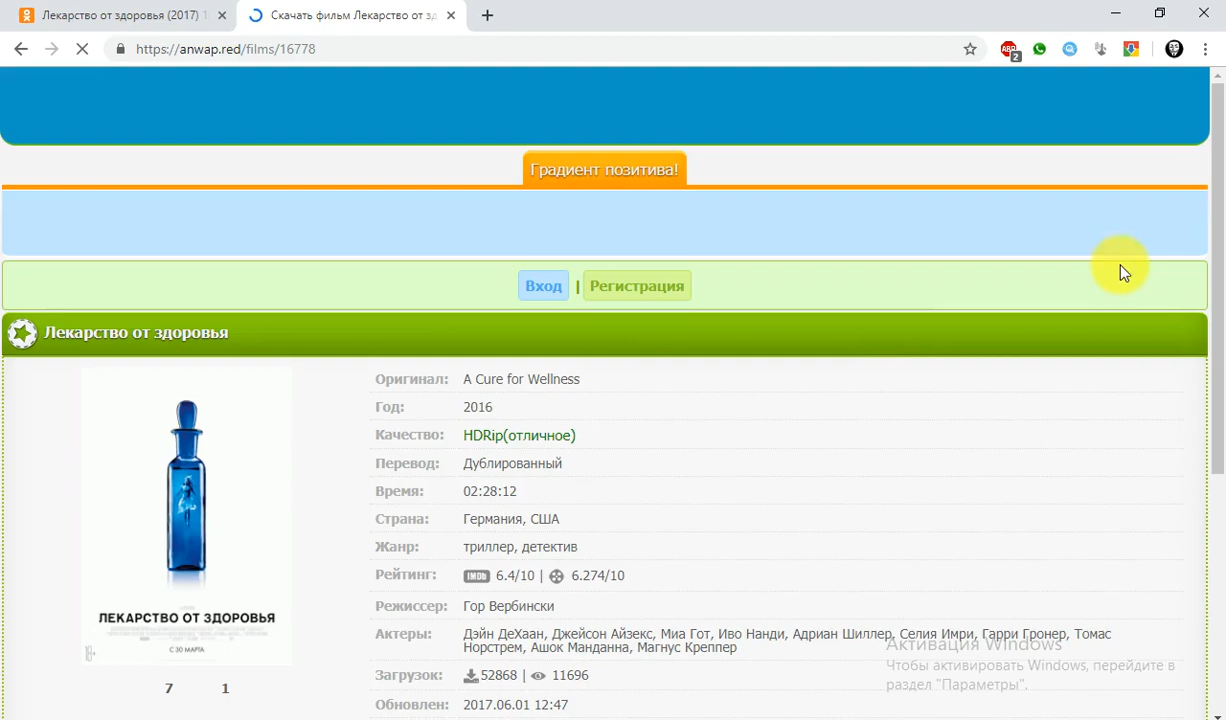 Лекарство от здоровья (2017) 1
Скачать фильм Лекарство от зд
https://anwap.red/films/16778
ABP
2
Градиент позитива!
Вход | Регистрация
Лекарство от здоровья
Оригинал: A Cure for Wellness
Год: 2016
Качество: HDRip(отличное)
Перевод: Дублированный
Время: 02:28:12
Страна: Германия, США
Жанр: триллер, детектив
Рейтинг: IMDb 6.4/10 | 6.274/10
Режиссер: Гор Вербински
Актеры: Дэйн ДеХаан, Джейсон Айзекс, Миа Гот, Иво Нанди, Адриан Шиллер, Селия Имри, Гарри Гронер, Томас
Норстрем, Ашок Манданна, Магнус Креппер
Загрузок: 52868 | 11696
Обновлен: 2017.06.01 12:47
ЛЕКАРСТВО ОТ ЗДОРОВЬЯ
С 30 МАРТА
7 1
Активация Windows
Чтобы активировать Windows, перейдите в
раздел "Параметры".